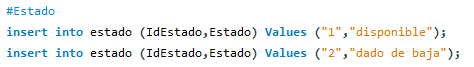 #Estado
insert into estado (IdEstado,Estado) Values ("1","disponible");
insert into estado (IdEstado,Estado) Values ("2","dado de baja");